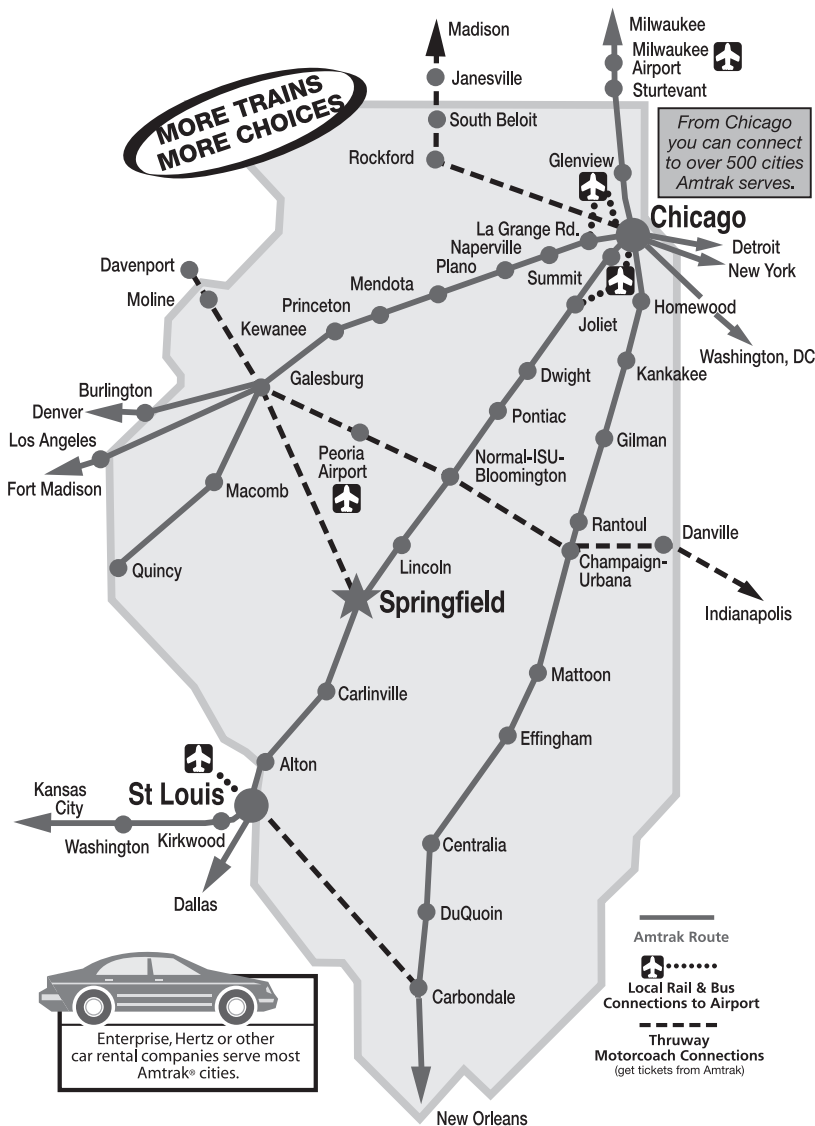 Madison
Janesville
South Beloit
Rockford
Milwaukee
Milwaukee
Airport
Sturtevant
MORE TRAINS
MORE CHOICES
From Chicago
you can connect
to over 500 cities
Amtrak serves.
Glenview
Chicago
La Grange Rd.
Naperville
Plano
Mendota
Princeton
Kewanee
Summit
Joliet
Detroit
New York
Homewood
Washington, DC
Davenport
Moline
Galesburg
Burlington
Denver
Los Angeles
Fort Madison
Macomb
Quincy
Peoria
Airport
Dwight
Pontiac
Normal-ISU-
Bloomington
Kankakee
Gilman
Rantoul
Champaign-
Urbana
Danville
Indianapolis
Lincoln
Springfield
Carlinville
Mattoon
Effingham
Alton
St Louis
Kansas
City
Washington
Kirkwood
Dallas
Centralia
DuQuoin
Carbondale
New Orleans
Amtrak Route
Local Rail & Bus
Connections to Airport
Thruway
Motorcoach Connections
(get tickets from Amtrak)
Enterprise, Hertz or other
car rental companies serve most
Amtrak® cities.